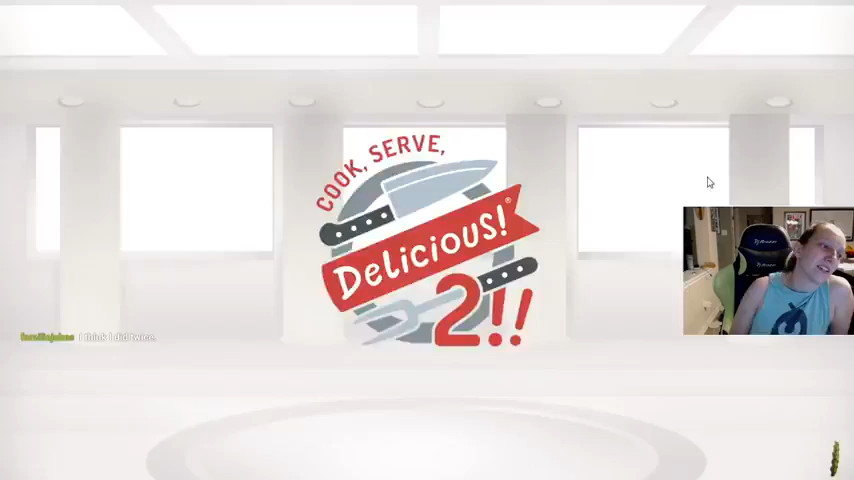 COOK, SERVE,
Delicious!®
2!!
I think I did twice.